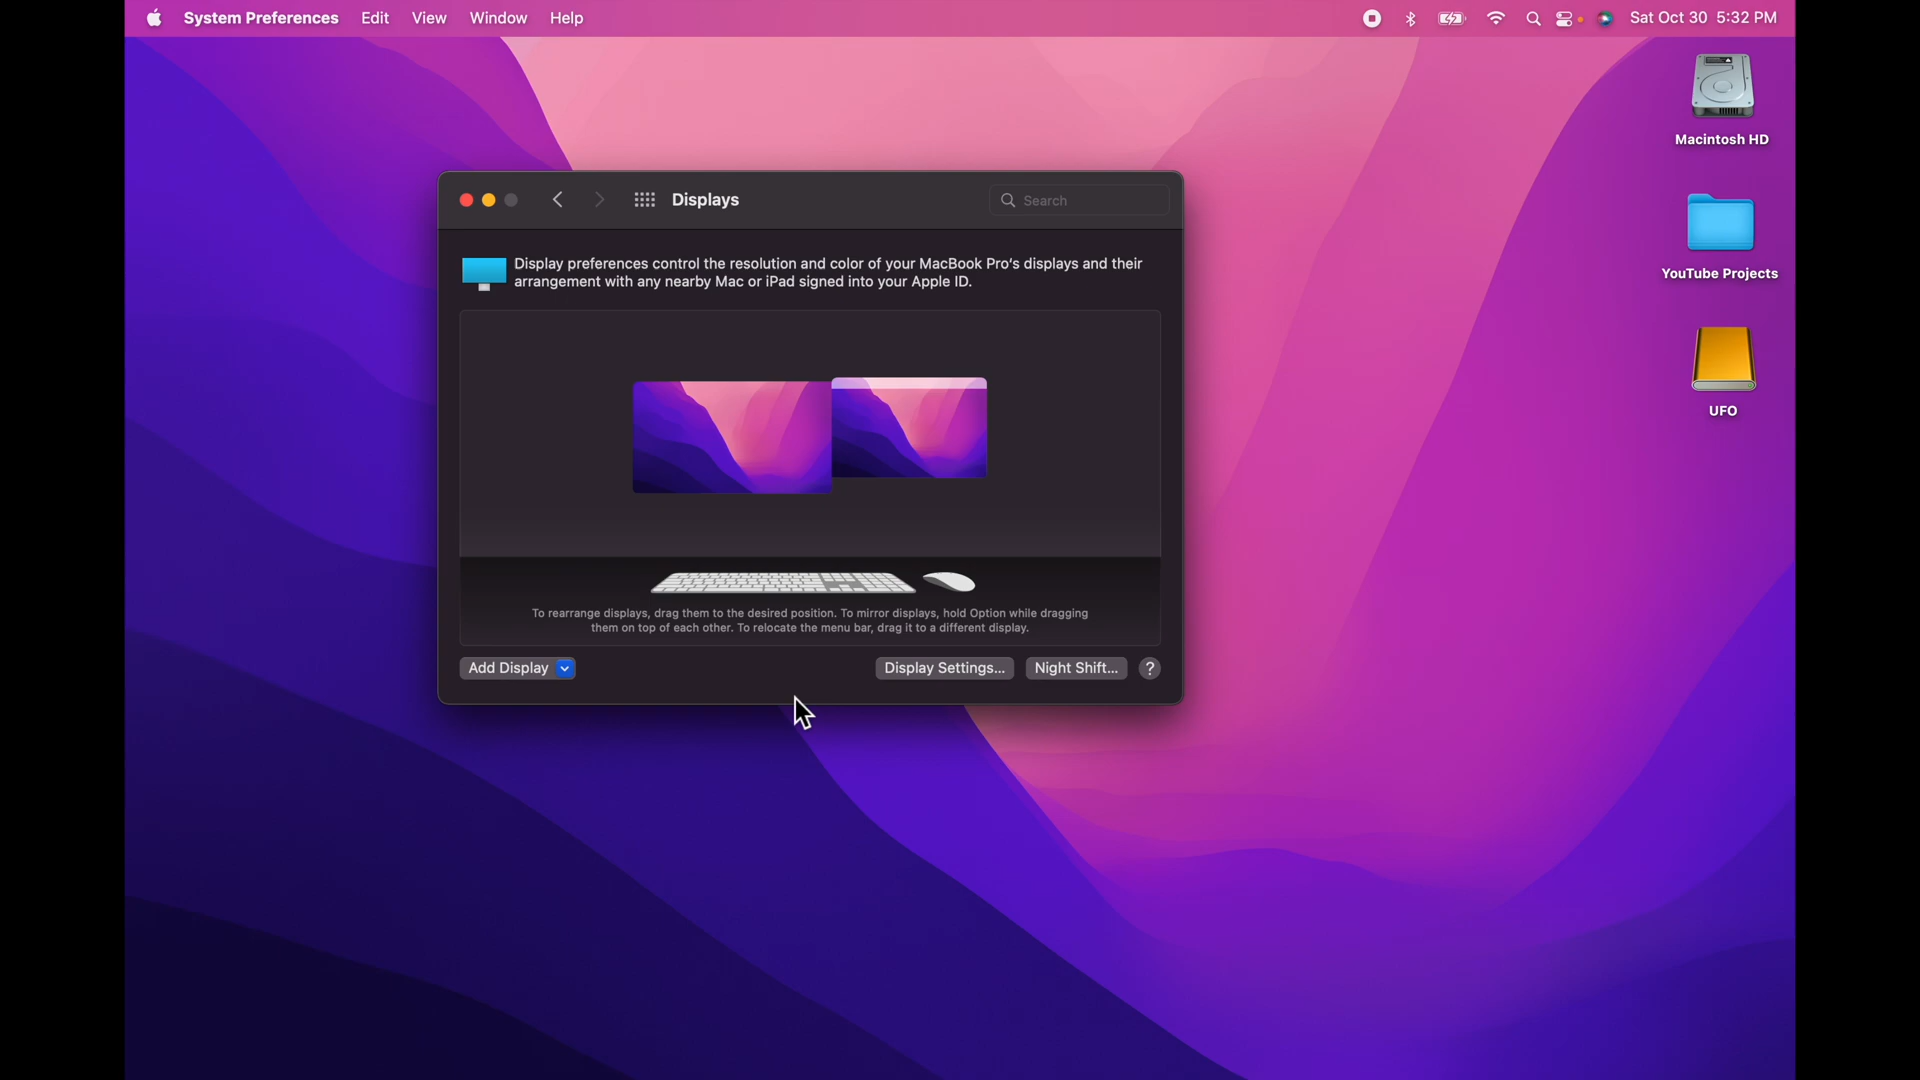 System Preferences Edit View Window Help Sat Oct 30 5:32 PM
Macintosh HD
YouTube Projects
UFO
Displays
Search
Display preferences control the resolution and color of your MacBook Pro's displays and their
arrangement with any nearby Mac or iPad signed into your Apple ID.
To rearrange displays, drag them to the desired position. To mirror displays, hold Option while dragging
them on top of each other. To relocate the menu bar, drag it to a different display.
Add Display Display Settings... Night Shift... ?